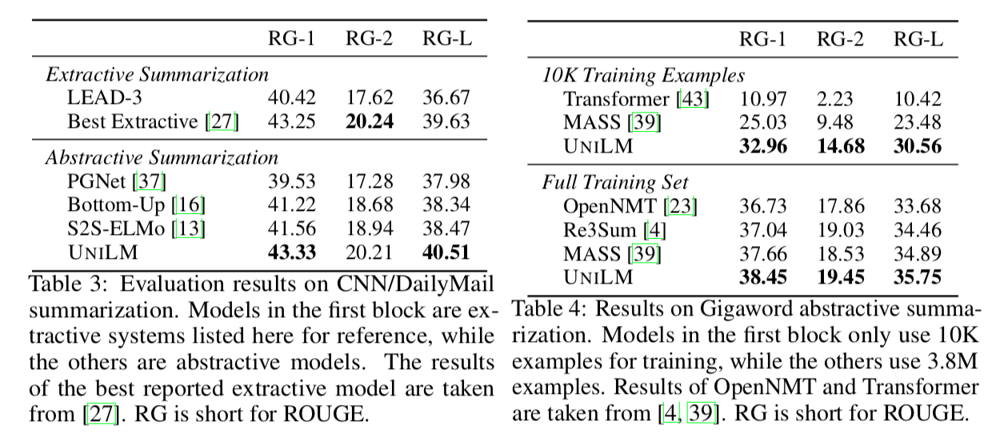 RG-1 RG-2 RG-L
Extractive Summarization
LEAD-3 40.42 17.62 36.67
Best Extractive [27] 43.25 20.24 39.63
Abstractive Summarization
PGNet [37] 39.53 17.28 37.98
Bottom-Up [16] 41.22 18.68 38.34
S2S-ELMo [13] 41.56 18.94 38.47
UNILM 43.33 20.21 40.51
Table 3: Evaluation results on CNN/DailyMail
summarization. Models in the first block are ex-
tractive systems listed here for reference, while
the others are abstractive models. The results
of the best reported extractive model are taken
from [27]. RG is short for ROUGE.
RG-1 RG-2 RG-L
10K Training Examples
Transformer [43] 10.97 2.23 10.42
MASS [39] 25.03 9.48 23.48
UNILM 32.96 14.68 30.56
Full Training Set
OpenNMT [23] 36.73 17.86 33.68
Re3Sum [4] 37.04 19.03 34.46
MASS [39] 37.66 18.53 34.89
UNILM 38.45 19.45 35.75
Table 4: Results on Gigaword abstractive summa-
rization. Models in the first block only use 10K
examples for training, while the others use 3.8M
examples. Results of OpenNMT and Transformer
are taken from [4, 39]. RG is short for ROUGE.